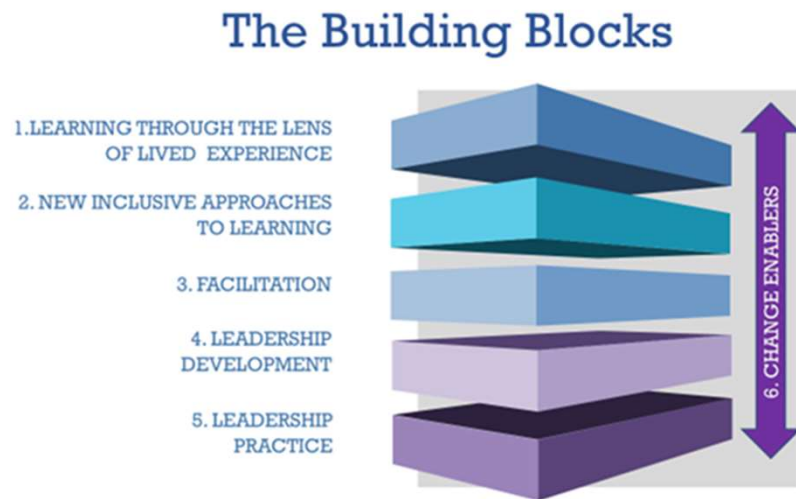 The Building Blocks
1.LEARNING THROUGH THE LENS
OF LIVED EXPERIENCE
2. NEW INCLUSIVE APPROACHES
TO LEARNING
3. FACILITATION
4. LEADERSHIP
DEVELOPMENT
5. LEADERSHIP
PRACTICE
6. CHANGE ENABLERS